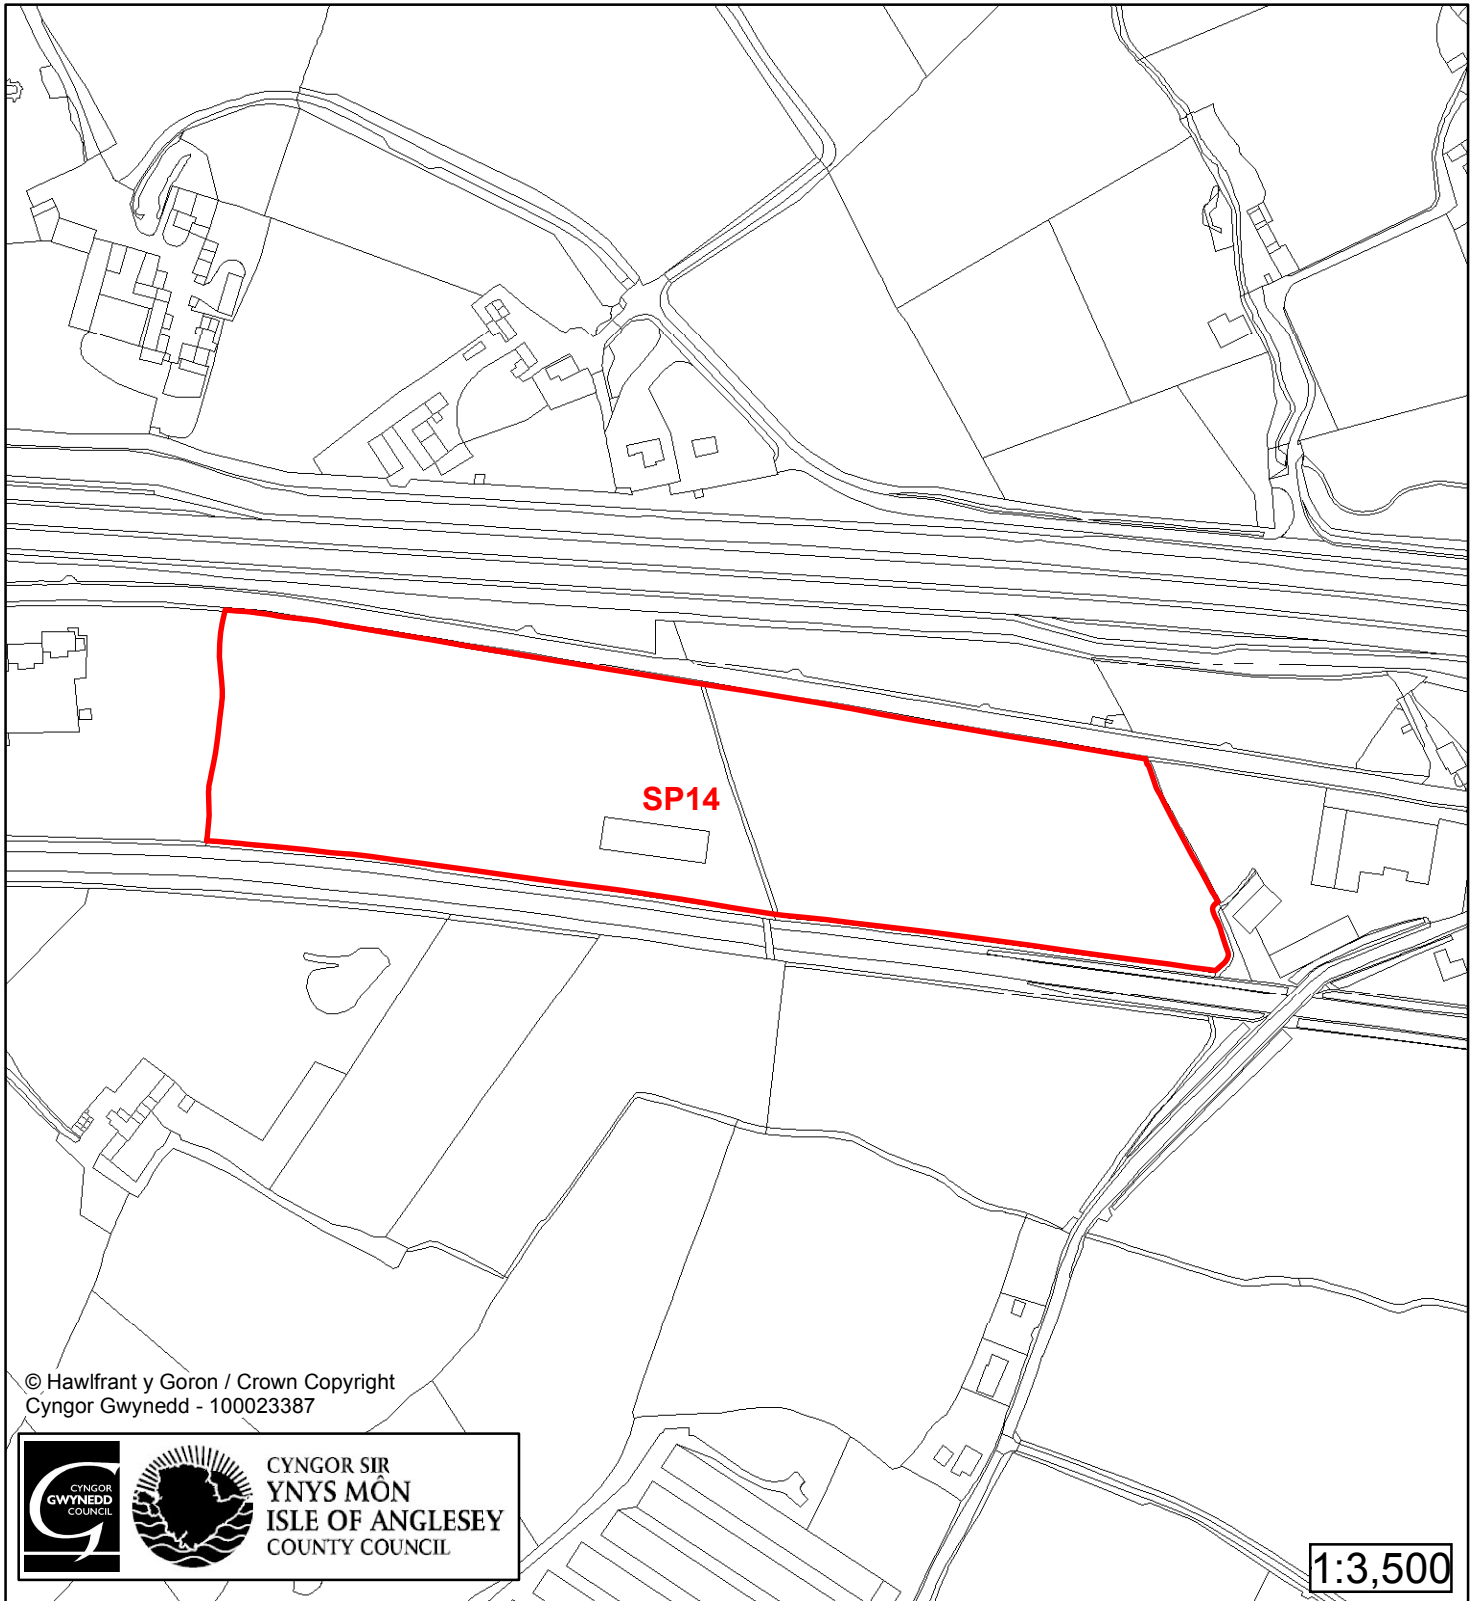 SP14
© Hawlfrant y Goron / Crown Copyright
Cyngor Gwynedd - 100023387
CYNGOR
GWYNEDD
COUNCIL
CYNGOR SIR
YNYS MÔN
ISLE OF ANGLESEY
COUNTY COUNCIL
1:3,500